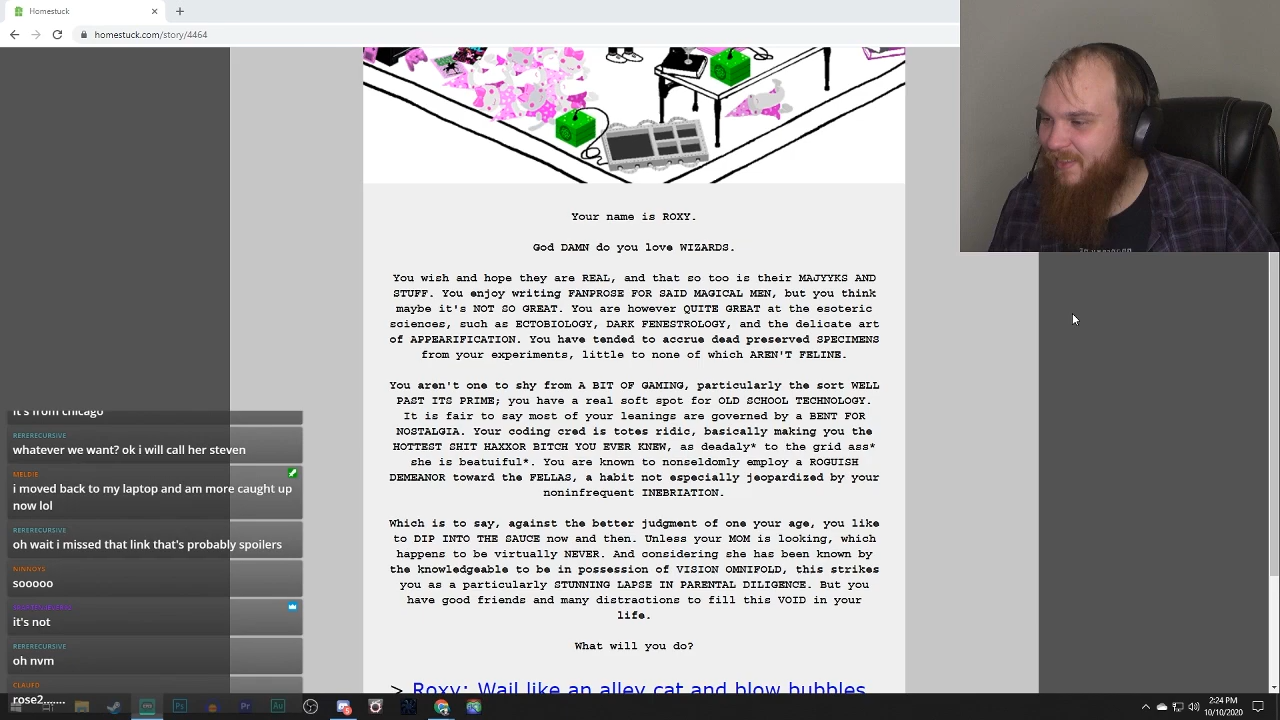 Homestuck
homestuck.com/story/4464
Your name is ROXY.
God DAMN do you love WIZARDS.
You wish and hope they are REAL, and that so too is their MAJYYKS AND
STUFF. You enjoy writing FANPROSE FOR SAID MAGICAL MEN, but you think
maybe it's NOT SO GREAT. You are however QUITE GREAT at the esoteric
sciences, such as ECTOBIOLOGY, DARK FENESTROLOGY, and the delicate art
of APPEARIFICATION. You have tended to accrue dead preserved SPECIMENS
from your experiments, little to none of which AREN'T FELINE.
You aren't one to shy from A BIT OF GAMING, particularly the sort WELL
PAST ITS PRIME; you have a real soft spot for OLD SCHOOL TECHNOLOGY.
It is fair to say most of your leanings are governed by a BENT FOR
NOSTALGIA. Your coding cred is totes ridic, basically making you the
HOTTEST SHIT HAXXOR BITCH YOU EVER KNEW, as deadaly* to the grid ass*
she is beatuiful*. You are known to nonseldomly employ a ROGUISH
DEMEANOR toward the FELLAS, a habit not especially jeopardized by your
noninfrequent INEBRIATION.
Which is to say, against the better judgment of one your age, you like
to DIP INTO THE SAUCE now and then. Unless your MOM is looking, which
happens to be virtually NEVER. And considering she has been known by
the knowledgeable to be in possession of VISION OMNIFOLD, this strikes
you as a particularly STUNNING LAPSE IN PARENTAL DILIGENCE. But you
have good friends and many distractions to fill this VOID in your
life.
What will you do?
> Roxy: Wail like an alley cat and blow bubbles
it's from chicago
RERERECURSIVE
whatever we want? ok i will call her steven
MELDIE
i moved back to my laptop and am more caught up
now lol
RERERECURSIVE
oh wait i missed that link that's probably spoilers
NINNOYS
sooooo
it's not
RERERECURSIVE
oh nvm
CLAUFO
rose2.......
2:24 PM
10/10/2020